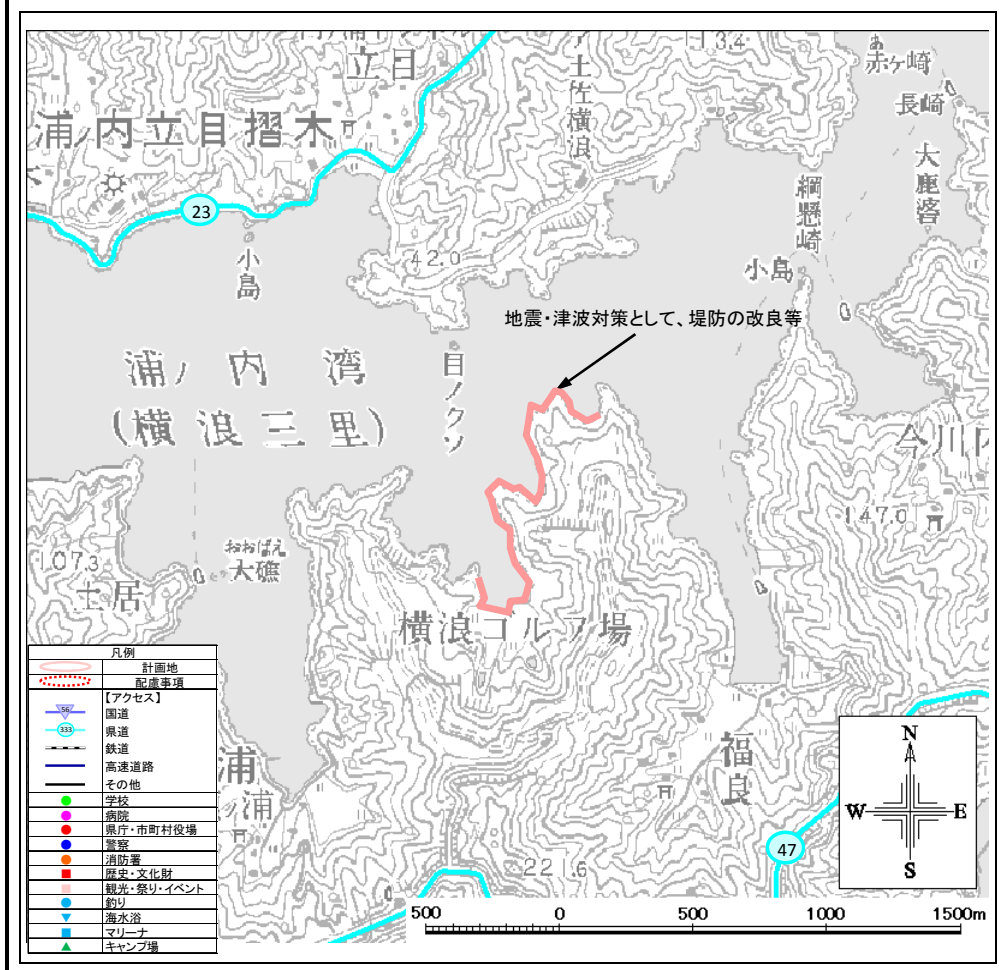 立目
ア土佐横浪
13.4
あ
赤ヶ崎
長崎
浦ノ内立目摺木
大鹿渚
網懸崎
23
小島
42.0
小島
地震・津波対策として、堤防の改良等
浦ノ内湾
(横浪三里)
目ノクソ
今川内
147.0
107.3
土居
おおばえ
大礁
横浪ゴルフ場
福良
浦
浦
221.6
47
凡例
計画地
配慮事項
【アクセス】
56 国道
333 県道
鉄道
高速道路
その他
学校
病院
県庁・市町村役場
警察
消防署
歴史・文化財
観光・祭り・イベント
釣り
海水浴
マリーナ
キャンプ場
N
W E
S
500 0 500 1000 1500m